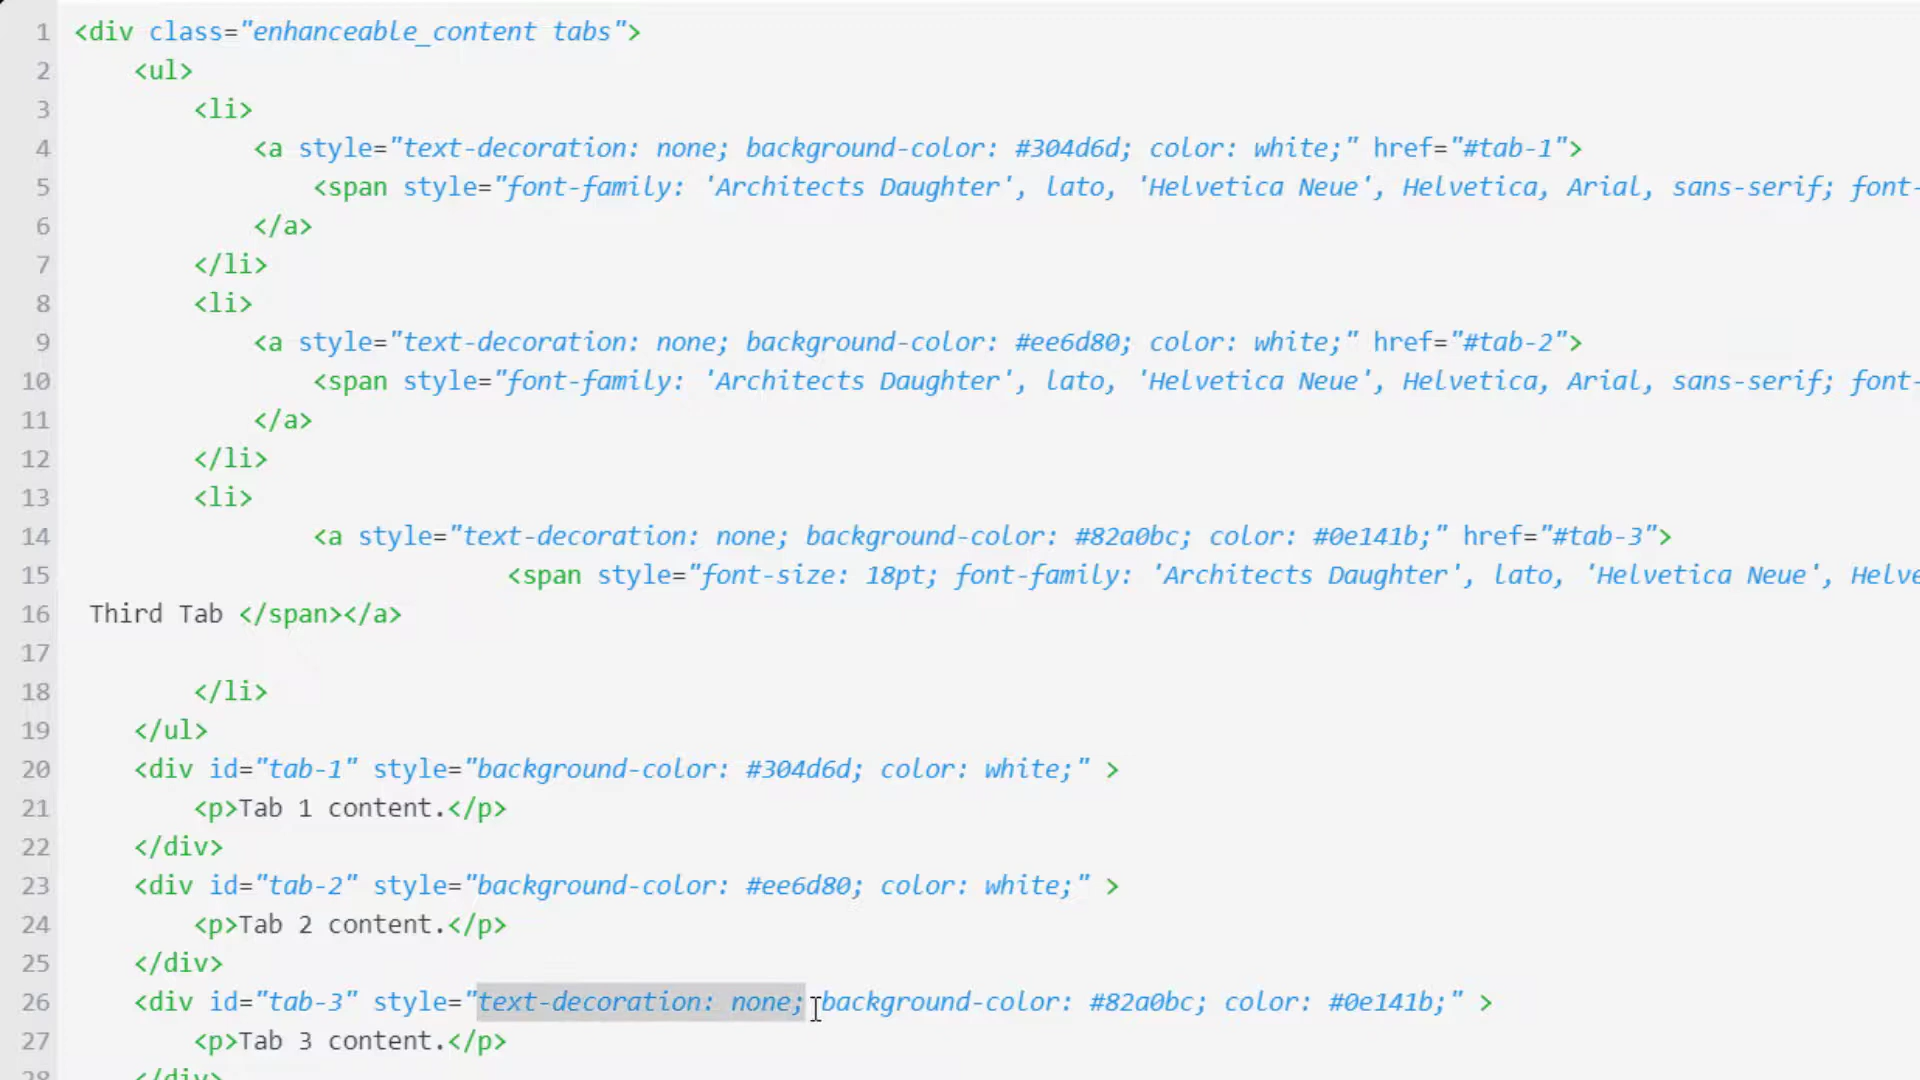 1 <div class="enhanceable_content tabs">
2 <ul>
3 <li>
4 <a style="text-decoration: none; background-color: #304d6d; color: white;" href="#tab-1">
5 <span style="font-family: 'Architects Daughter', lato, 'Helvetica Neue', Helvetica, Arial, sans-serif; font-
6 </a>
7 </li>
8 <li>
9 <a style="text-decoration: none; background-color: #ee6d80; color: white;" href="#tab-2">
10 <span style="font-family: 'Architects Daughter', lato, 'Helvetica Neue', Helvetica, Arial, sans-serif; font-
11 </a>
12 </li>
13 <li>
14 <a style="text-decoration: none; background-color: #82a0bc; color: #0e141b;" href="#tab-3">
15 <span style="font-size: 18pt; font-family: 'Architects Daughter', lato, 'Helvetica Neue', Helve
16 Third Tab </span></a>
17
18 </li>
19 </ul>
20 <div id="tab-1" style="background-color: #304d6d; color: white;" >
21 <p>Tab 1 content.</p>
22 </div>
23 <div id="tab-2" style="background-color: #ee6d80; color: white;" >
24 <p>Tab 2 content.</p>
25 </div>
26 <div id="tab-3" style="text-decoration: none; background-color: #82a0bc; color: #0e141b;" >
27 <p>Tab 3 content.</p>
28 </div>